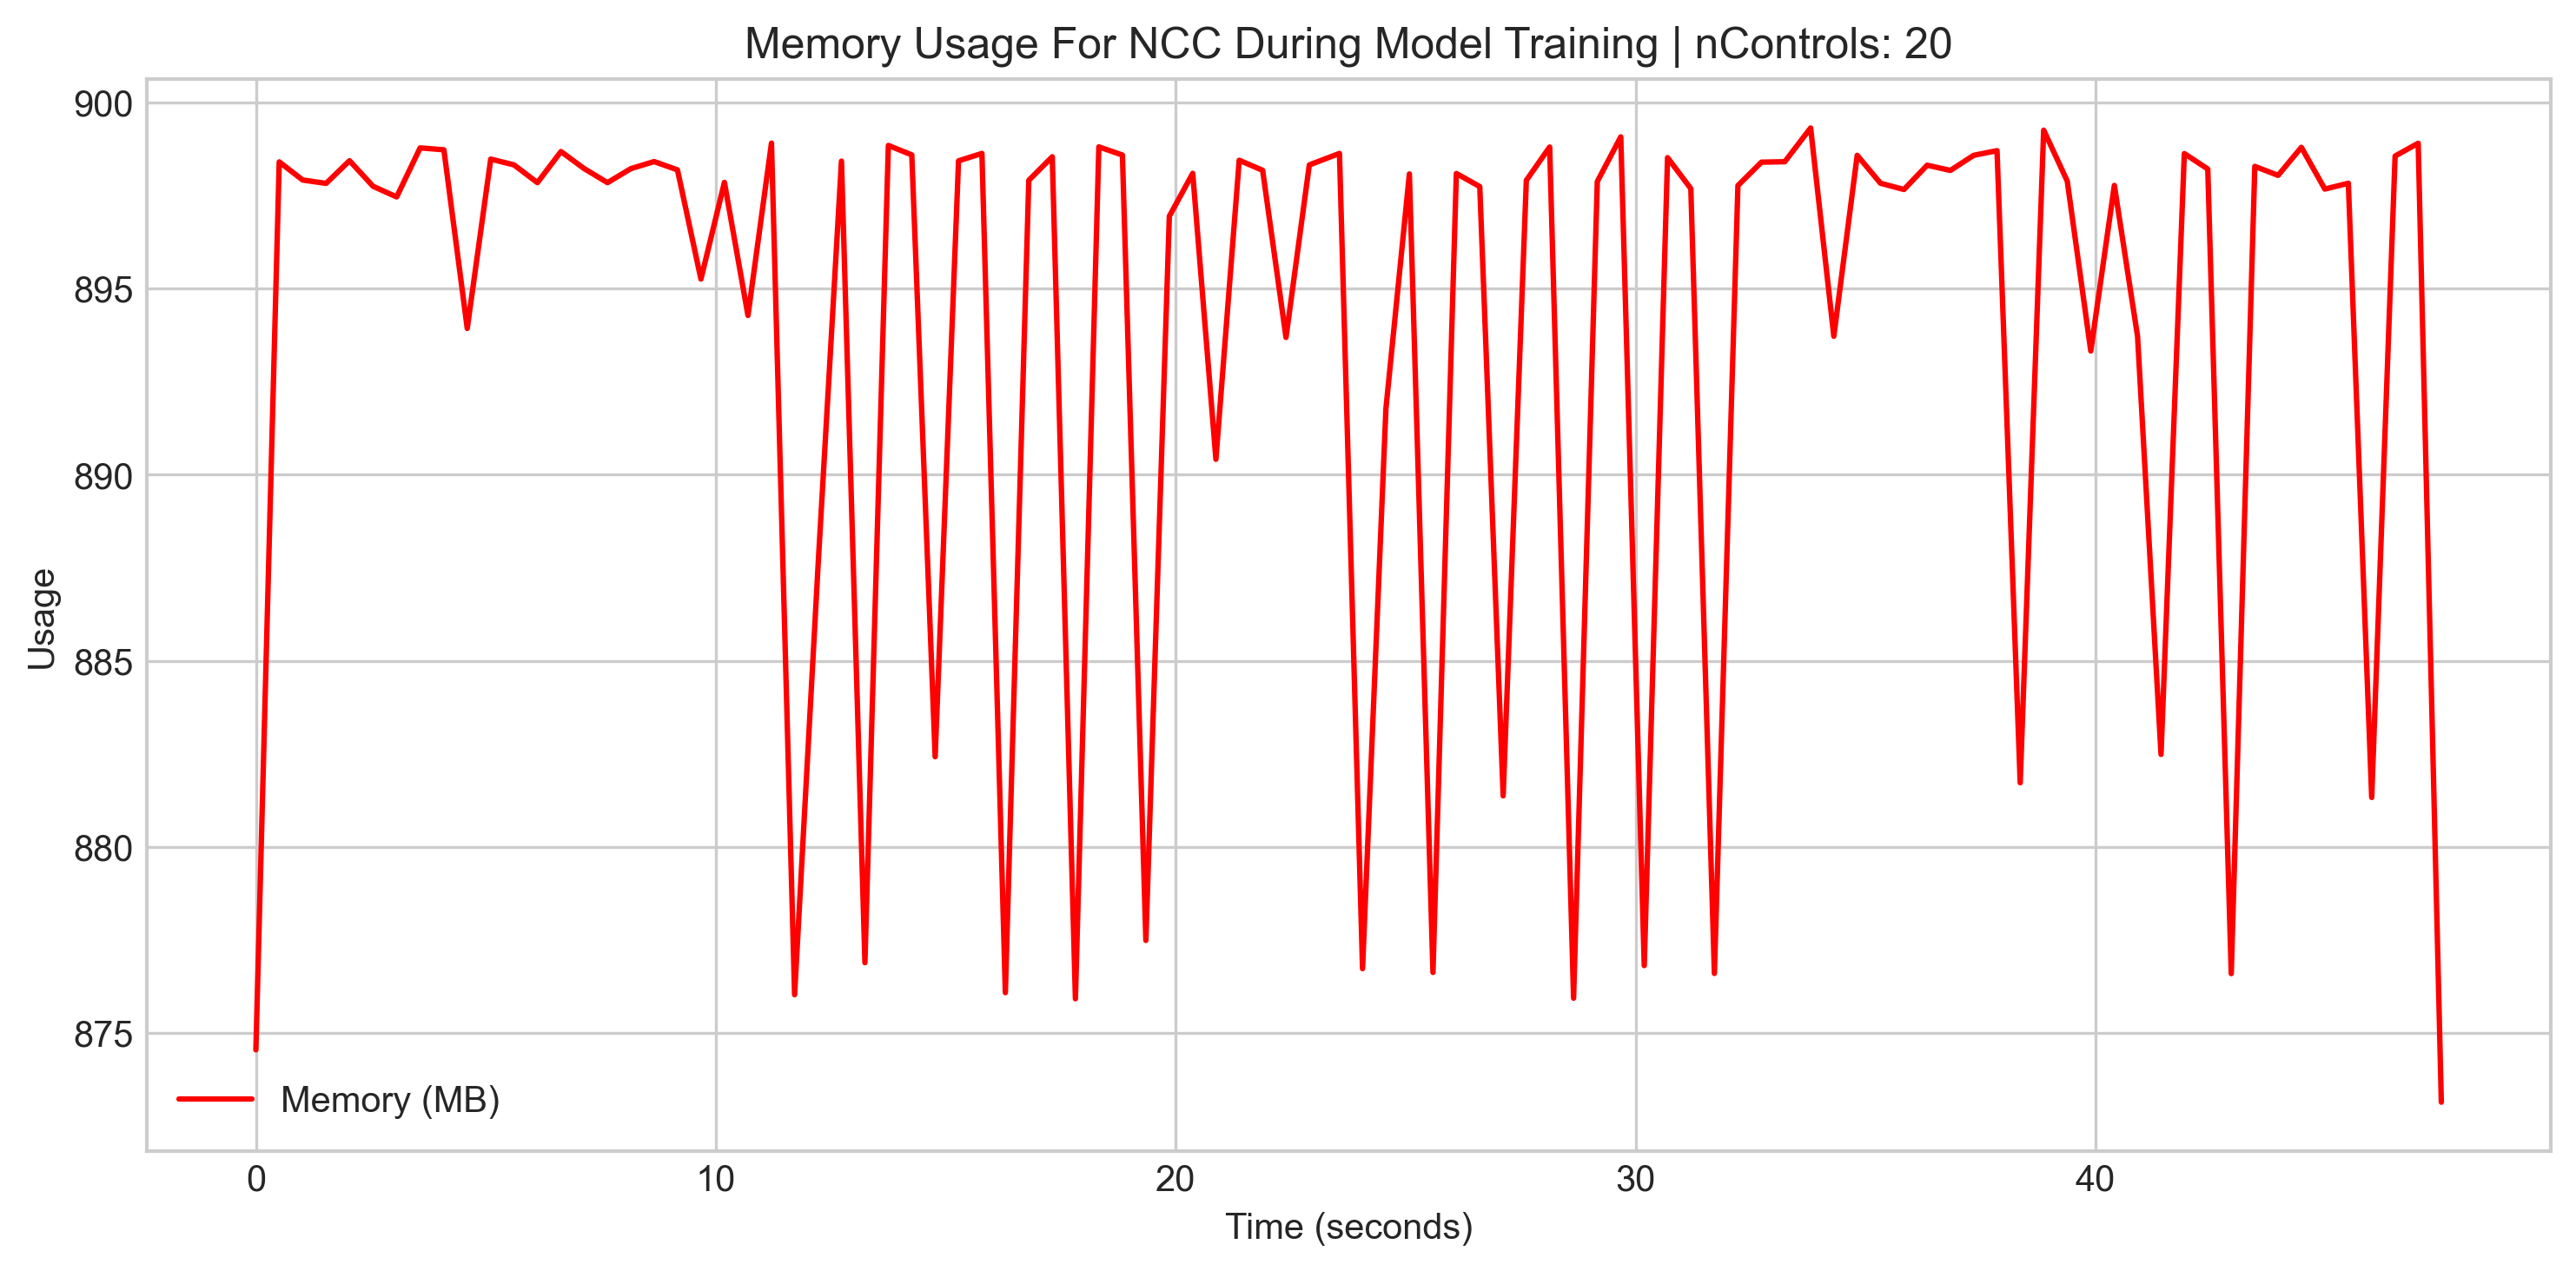 Memory Usage For NCC During Model Training | nControls: 20
900
895
890
885
880
875
Usage
Memory (MB)
0 10 20 30 40
Time (seconds)